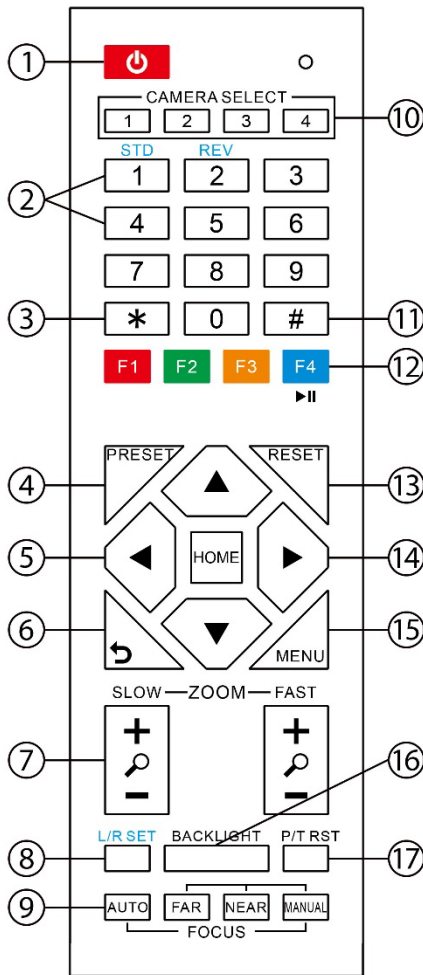 ①
CAMERA SELECT
1 2 3 4 ⑩
STD REV
② 1 2 3
4 5 6
7 8 9
③ * 0 # ⑪
F1 F2 F3 F4 ⑫
④ PRESET RESET ⑬
⑤ HOME ⑭
⑥ MENU ⑮
SLOW ZOOM FAST
+ +
⑦ ⑯
− −
L/R SET BACKLIGHT P/T RST
⑧ ⑰
⑨ AUTO FAR NEAR MANUAL
FOCUS